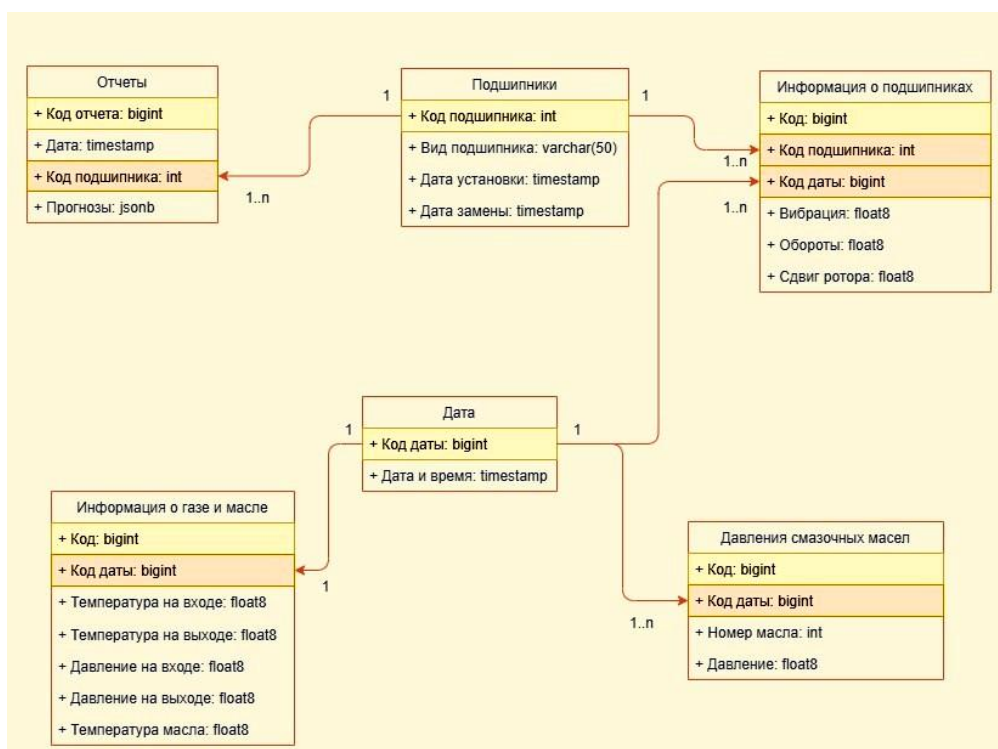 Отчеты
+ Код отчета: bigint
+ Дата: timestamp
+ Код подшипника: int
+ Прогнозы: jsonb
1
1..n
Подшипники
+ Код подшипника: int
+ Вид подшипника: varchar(50)
+ Дата установки: timestamp
+ Дата замены: timestamp
1
1..n
1..n
Информация о подшипниках
+ Код: bigint
+ Код подшипника: int
+ Код даты: bigint
+ Вибрация: float8
+ Обороты: float8
+ Сдвиг ротора: float8
Дата
+ Код даты: bigint
+ Дата и время: timestamp
1
1
1
1..n
Информация о газе и масле
+ Код: bigint
+ Код даты: bigint
+ Температура на входе: float8
+ Температура на выходе: float8
+ Давление на входе: float8
+ Давление на выходе: float8
+ Температура масла: float8
Давления смазочных масел
+ Код: bigint
+ Код даты: bigint
+ Номер масла: int
+ Давление: float8